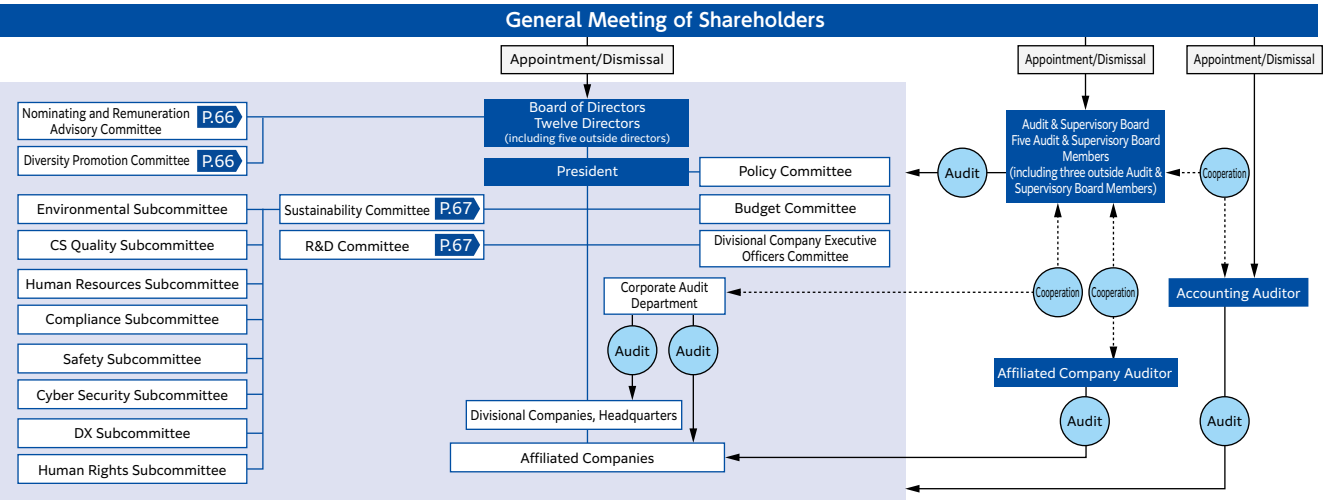 General Meeting of Shareholders
Appointment/Dismissal
Appointment/Dismissal
Appointment/Dismissal
Nominating and Remuneration
Advisory Committee
P.66
Diversity Promotion Committee
P.66
Board of Directors
Twelve Directors
(including five outside directors)
President
Policy Committee
Audit
Audit & Supervisory Board
Five Audit & Supervisory Board
Members
(including three outside Audit &
Supervisory Board Members)
Cooperation
Environmental Subcommittee
Sustainability Committee
P.67
Budget Committee
CS Quality Subcommittee
R&D Committee
P.67
Divisional Company Executive
Officers Committee
Human Resources Subcommittee
Corporate Audit
Department
Cooperation
Cooperation
Accounting Auditor
Compliance Subcommittee
Safety Subcommittee
Audit
Audit
Affiliated Company Auditor
Cyber Security Subcommittee
Divisional Companies, Headquarters
Audit
Audit
DX Subcommittee
Affiliated Companies
Human Rights Subcommittee